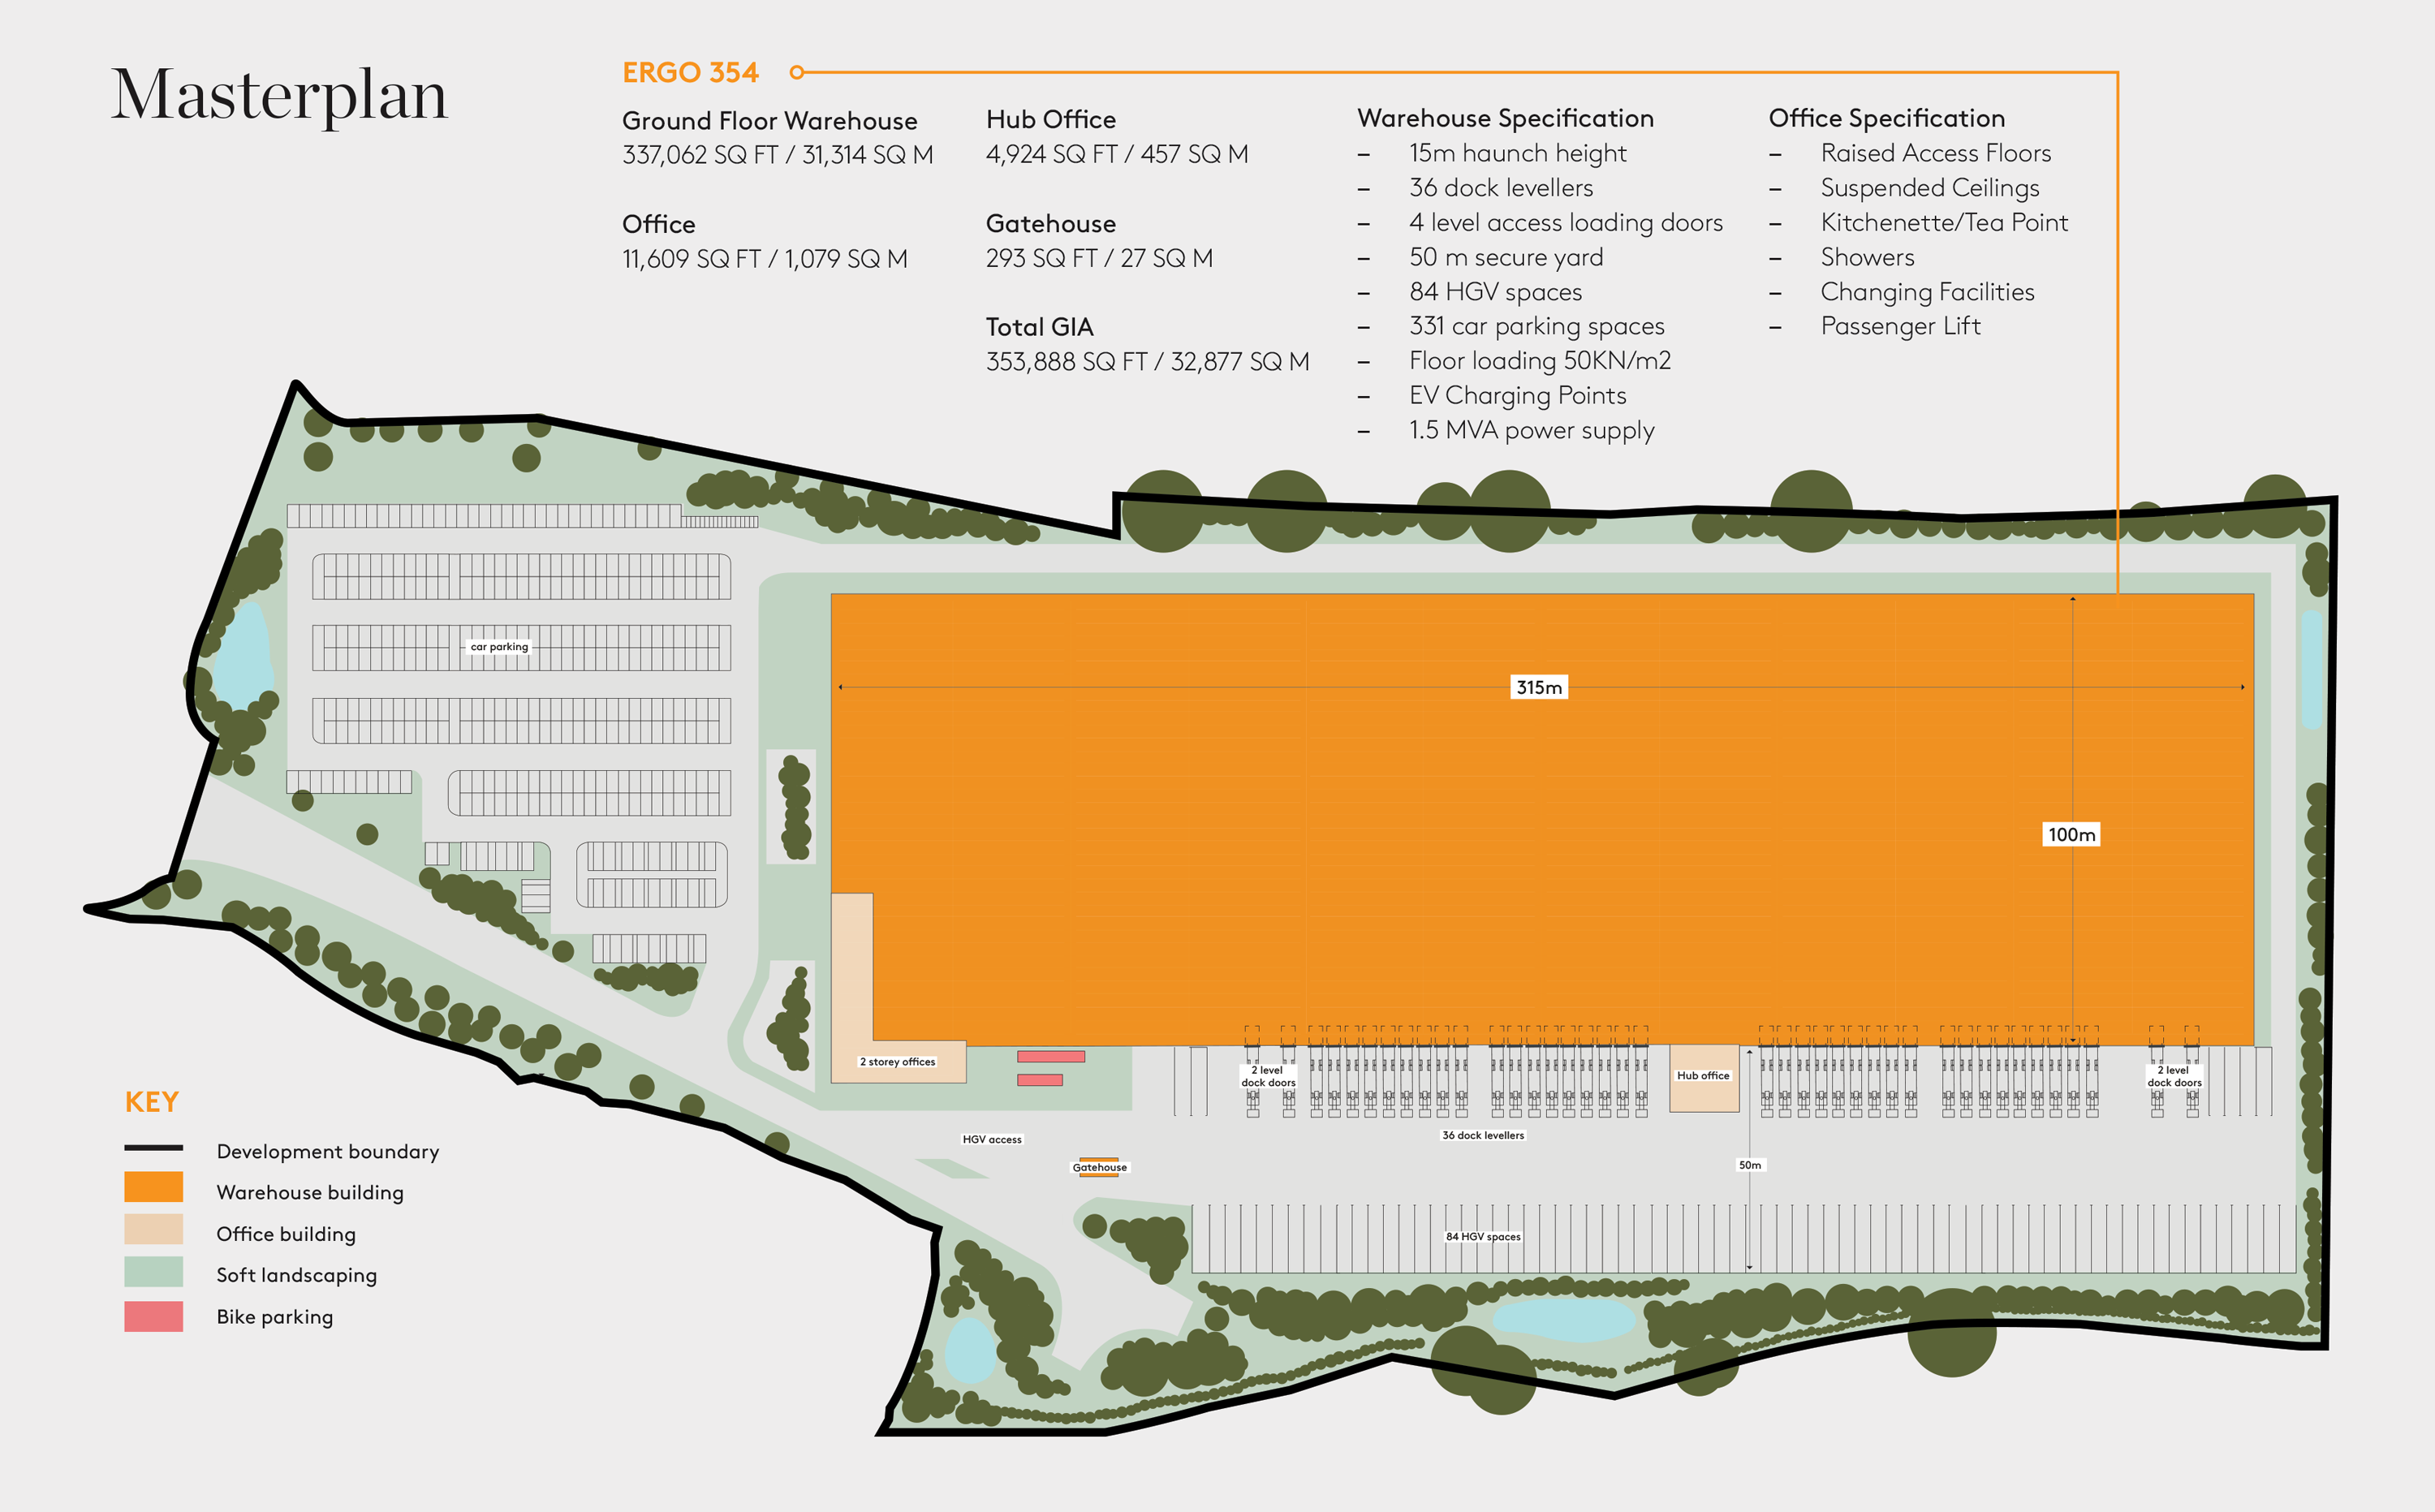 Masterplan
ERGO 354
Ground Floor Warehouse
337,062 SQ FT / 31,314 SQ M
Office
11,609 SQ FT / 1,079 SQ M
Hub Office
4,924 SQ FT / 457 SQ M
Gatehouse
293 SQ FT / 27 SQ M
Total GIA
353,888 SQ FT / 32,877 SQ M
Warehouse Specification
– 15m haunch height
– 36 dock levellers
– 4 level access loading doors
– 50 m secure yard
– 84 HGV spaces
– 331 car parking spaces
– Floor loading 50KN/m2
– EV Charging Points
– 1.5 MVA power supply
Office Specification
– Raised Access Floors
– Suspended Ceilings
– Kitchenette/Tea Point
– Showers
– Changing Facilities
– Passenger Lift
car parking
315m
100m
2 storey offices
2 level
dock doors
Hub office
2 level
dock doors
HGV access
36 dock levellers
Gatehouse
50m
84 HGV spaces
KEY
Development boundary
Warehouse building
Office building
Soft landscaping
Bike parking